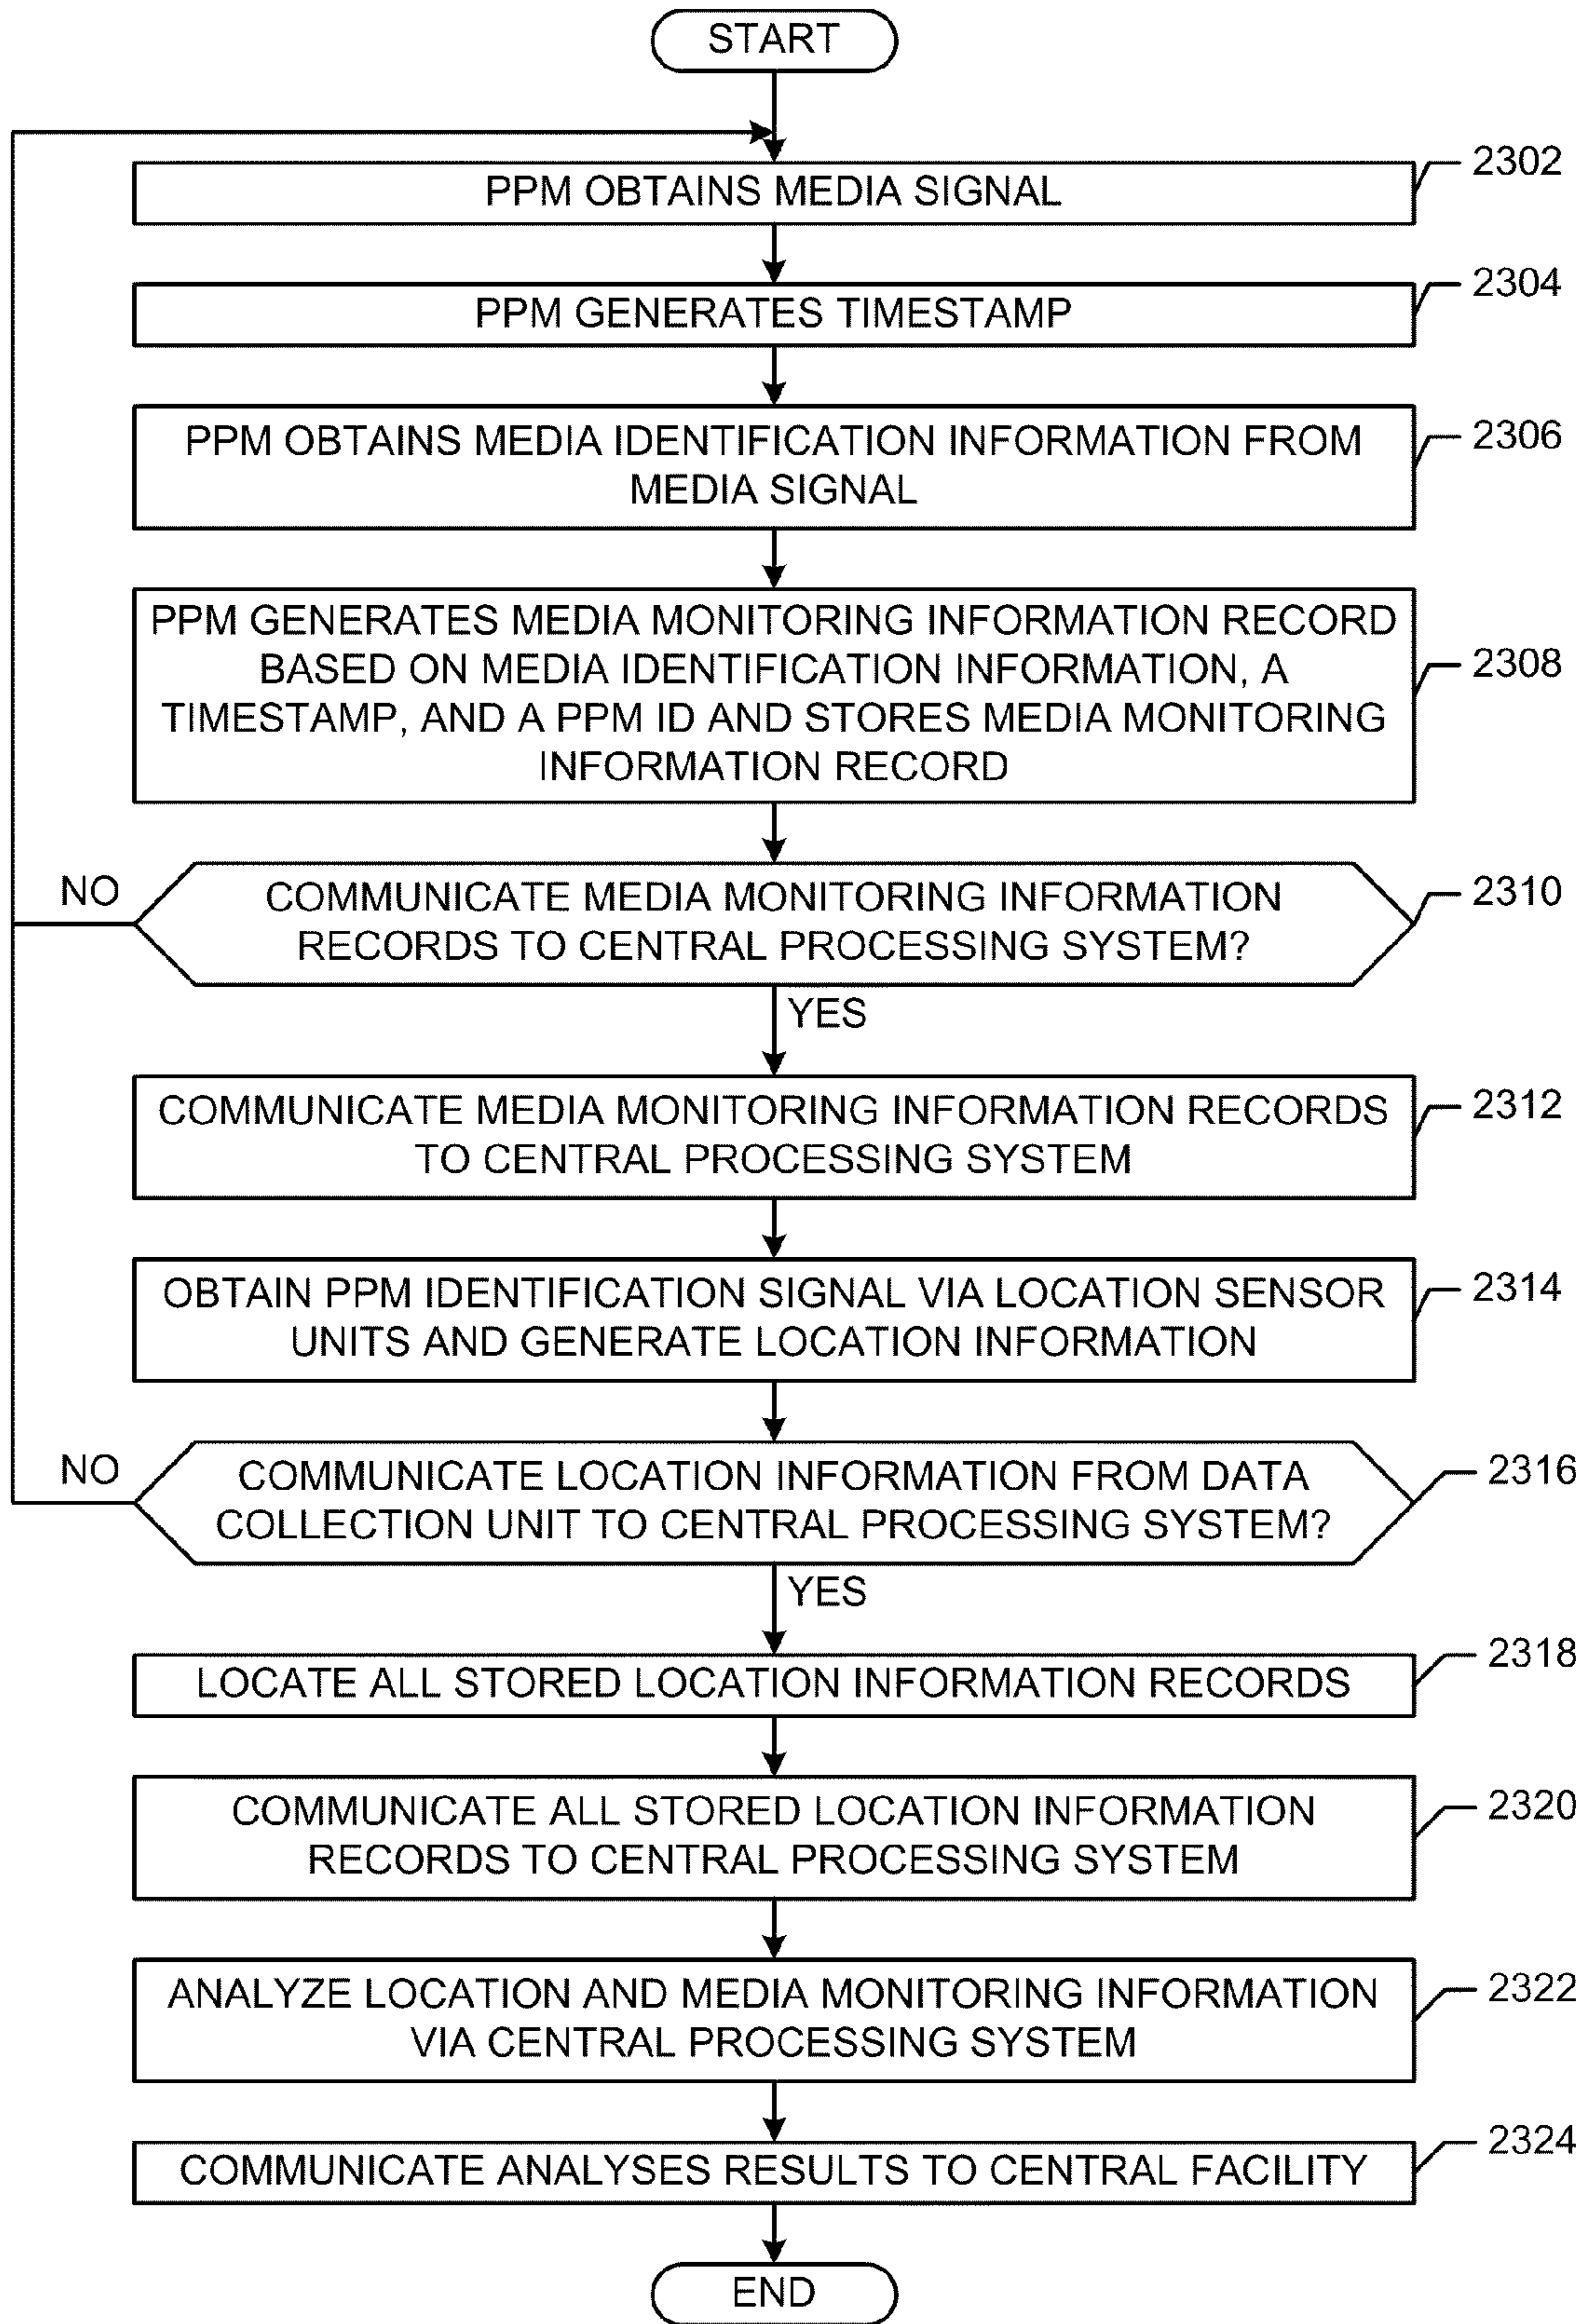 START
PPM OBTAINS MEDIA SIGNAL
2302
PPM GENERATES TIMESTAMP
2304
PPM OBTAINS MEDIA IDENTIFICATION INFORMATION FROM
MEDIA SIGNAL
2306
PPM GENERATES MEDIA MONITORING INFORMATION RECORD
BASED ON MEDIA IDENTIFICATION INFORMATION, A
TIMESTAMP, AND A PPM ID AND STORES MEDIA MONITORING
INFORMATION RECORD
2308
NO
COMMUNICATE MEDIA MONITORING INFORMATION
RECORDS TO CENTRAL PROCESSING SYSTEM?
2310
YES
COMMUNICATE MEDIA MONITORING INFORMATION RECORDS
TO CENTRAL PROCESSING SYSTEM
2312
OBTAIN PPM IDENTIFICATION SIGNAL VIA LOCATION SENSOR
UNITS AND GENERATE LOCATION INFORMATION
2314
NO
COMMUNICATE LOCATION INFORMATION FROM DATA
COLLECTION UNIT TO CENTRAL PROCESSING SYSTEM?
2316
YES
LOCATE ALL STORED LOCATION INFORMATION RECORDS
2318
COMMUNICATE ALL STORED LOCATION INFORMATION
RECORDS TO CENTRAL PROCESSING SYSTEM
2320
ANALYZE LOCATION AND MEDIA MONITORING INFORMATION
VIA CENTRAL PROCESSING SYSTEM
2322
COMMUNICATE ANALYSES RESULTS TO CENTRAL FACILITY
2324
END